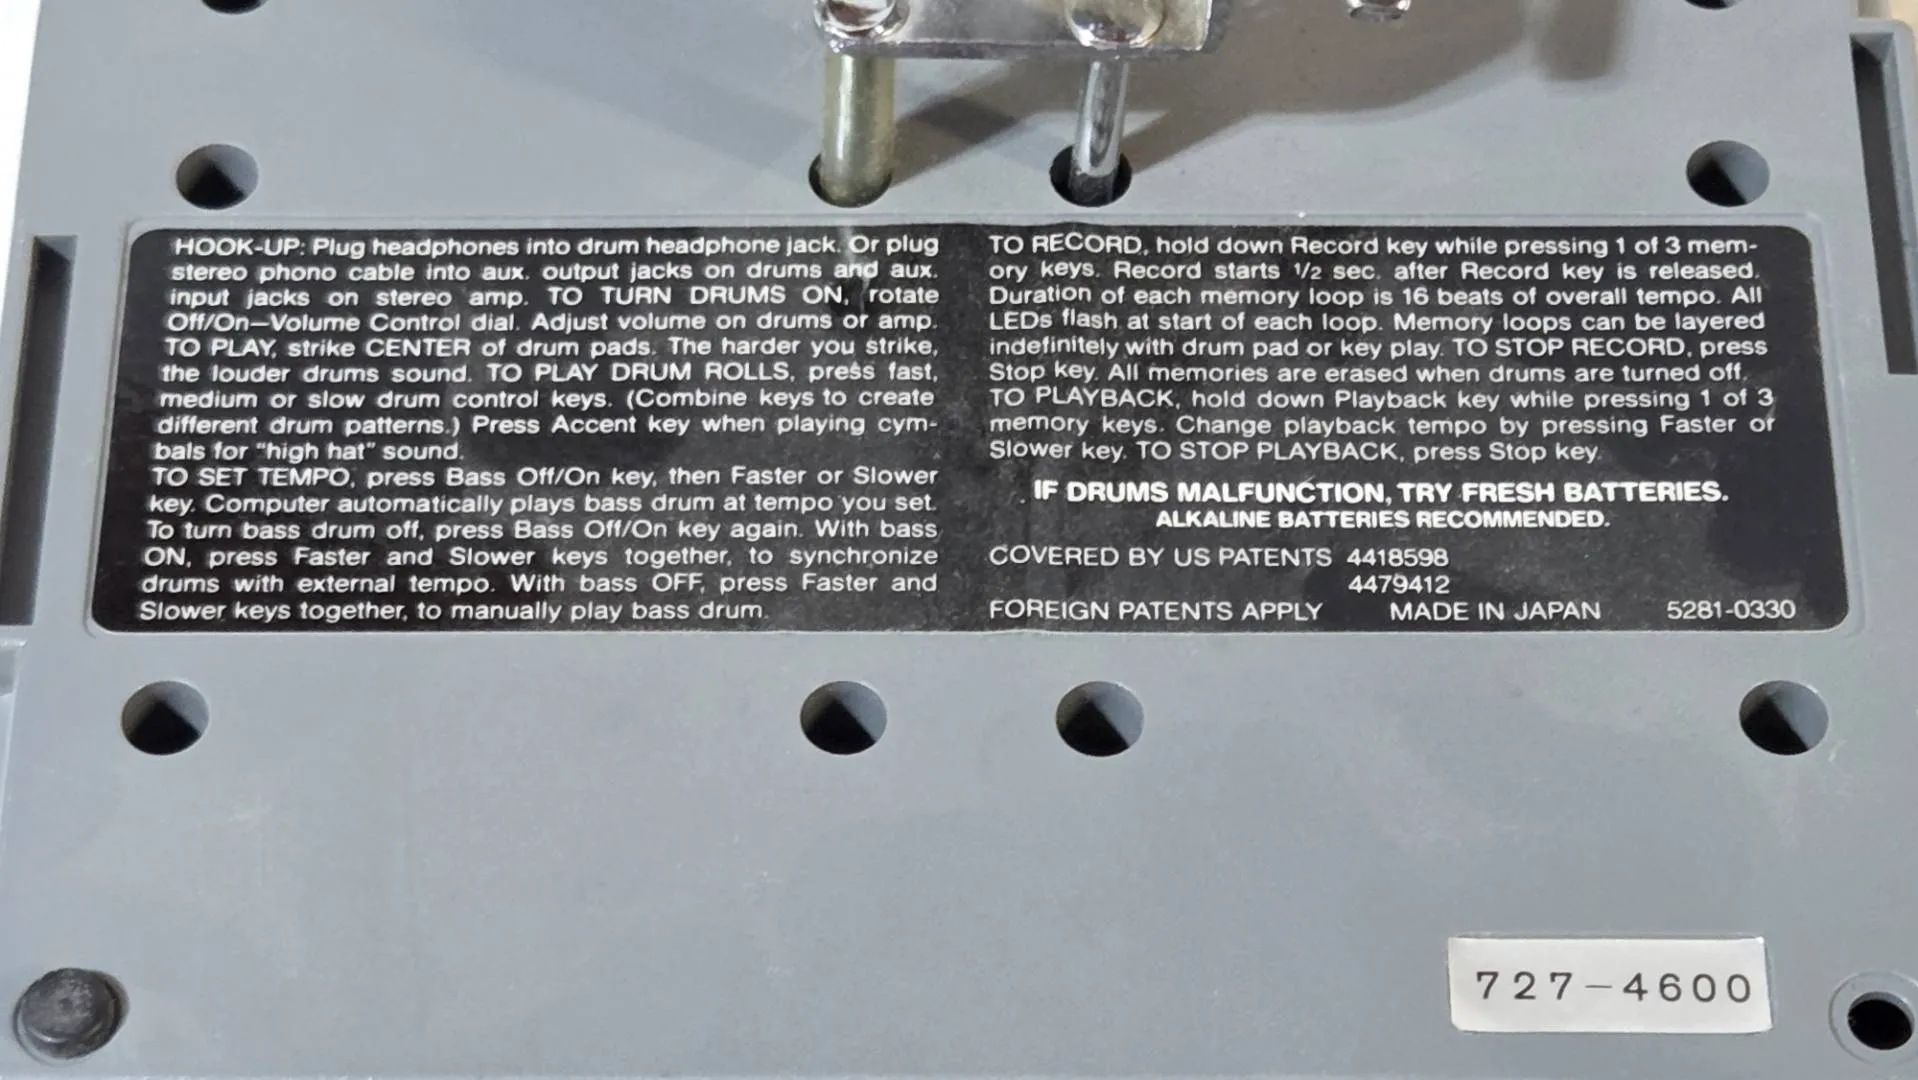 HOOK-UP: Plug headphones into drum headphone jack. Or plug
stereo phono cable into aux. output jacks on drums and aux.
input jacks on stereo amp. TO TURN DRUMS ON, rotate
Off/On—Volume Control dial. Adjust volume on drums or amp.
TO PLAY, strike CENTER of drum pads. The harder you strike,
the louder drums sound. TO PLAY DRUM ROLLS, press fast,
medium or slow drum control keys. (Combine keys to create
different drum patterns.) Press Accent key when playing cym-
bals for "high hat" sound.
TO SET TEMPO, press Bass Off/On key, then Faster or Slower
key. Computer automatically plays bass drum at tempo you set.
To turn bass drum off, press Bass Off/On key again. With bass
ON, press Faster and Slower keys together, to synchronize
drums with external tempo. With bass OFF, press Faster and
Slower keys together, to manually play bass drum.
TO RECORD, hold down Record key while pressing 1 of 3 mem-
ory keys. Record starts 1/2 sec. after Record key is released.
Duration of each memory loop is 16 beats of overall tempo. All
LEDs flash at start of each loop. Memory loops can be layered
indefinitely with drum pad or key play. TO STOP RECORD, press
Stop key. All memories are erased when drums are turned off.
TO PLAYBACK, hold down Playback key while pressing 1 of 3
memory keys. Change playback tempo by pressing Faster or
Slower key. TO STOP PLAYBACK, press Stop key.
IF DRUMS MALFUNCTION, TRY FRESH BATTERIES.
ALKALINE BATTERIES RECOMMENDED.
COVERED BY US PATENTS 4418598
4479412
FOREIGN PATENTS APPLY MADE IN JAPAN 5281-0330
727-4600